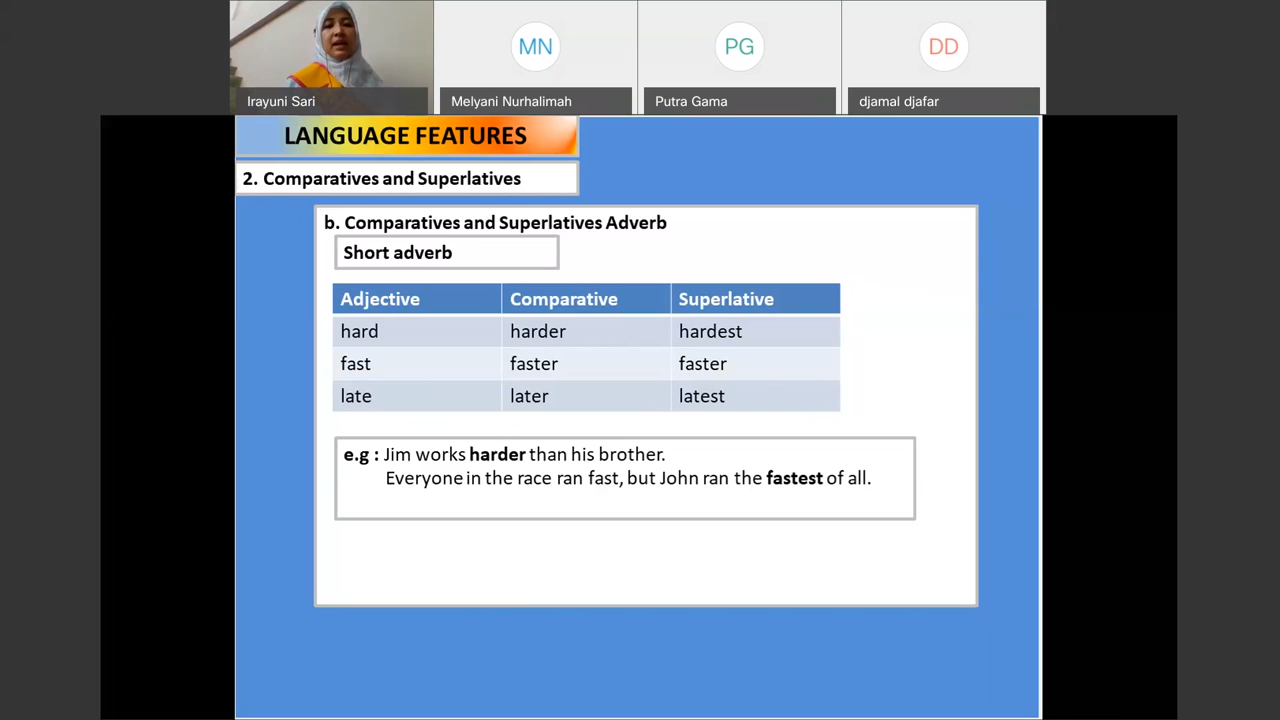 MN
PG
DD
Irayuni Sari
Melyani Nurhalimah
Putra Gama
djamal djafar
LANGUAGE FEATURES
2. Comparatives and Superlatives
b. Comparatives and Superlatives Adverb
Short adverb
Adjective Comparative Superlative
hard harder hardest
fast faster faster
late later latest
e.g : Jim works harder than his brother.
Everyone in the race ran fast, but John ran the fastest of all.